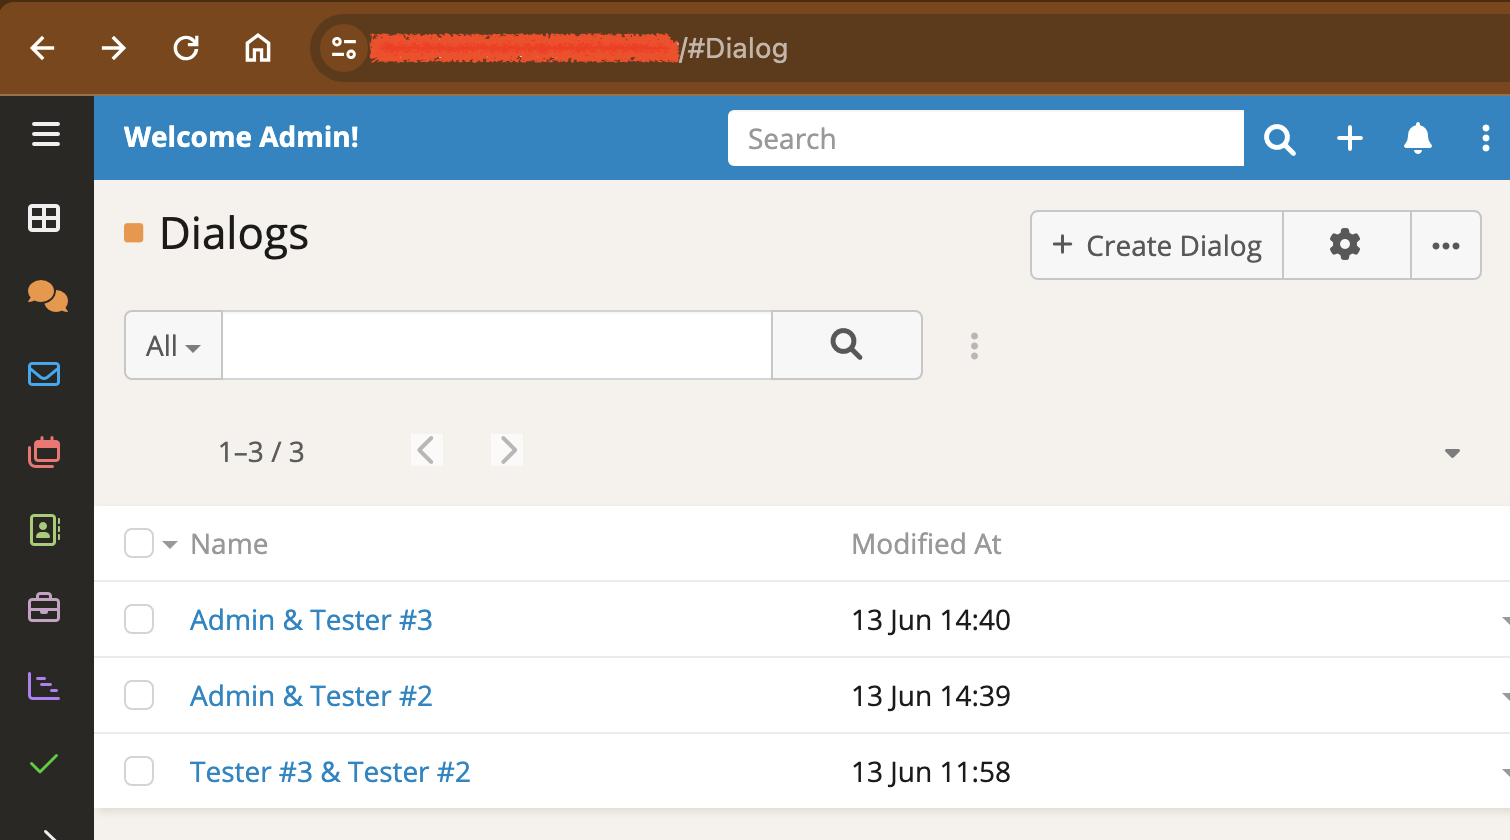 /#Dialog
Welcome Admin!
Search
Dialogs
+ Create Dialog
All
1–3 / 3
Name Modified At
Admin & Tester #3 13 Jun 14:40
Admin & Tester #2 13 Jun 14:39
Tester #3 & Tester #2 13 Jun 11:58